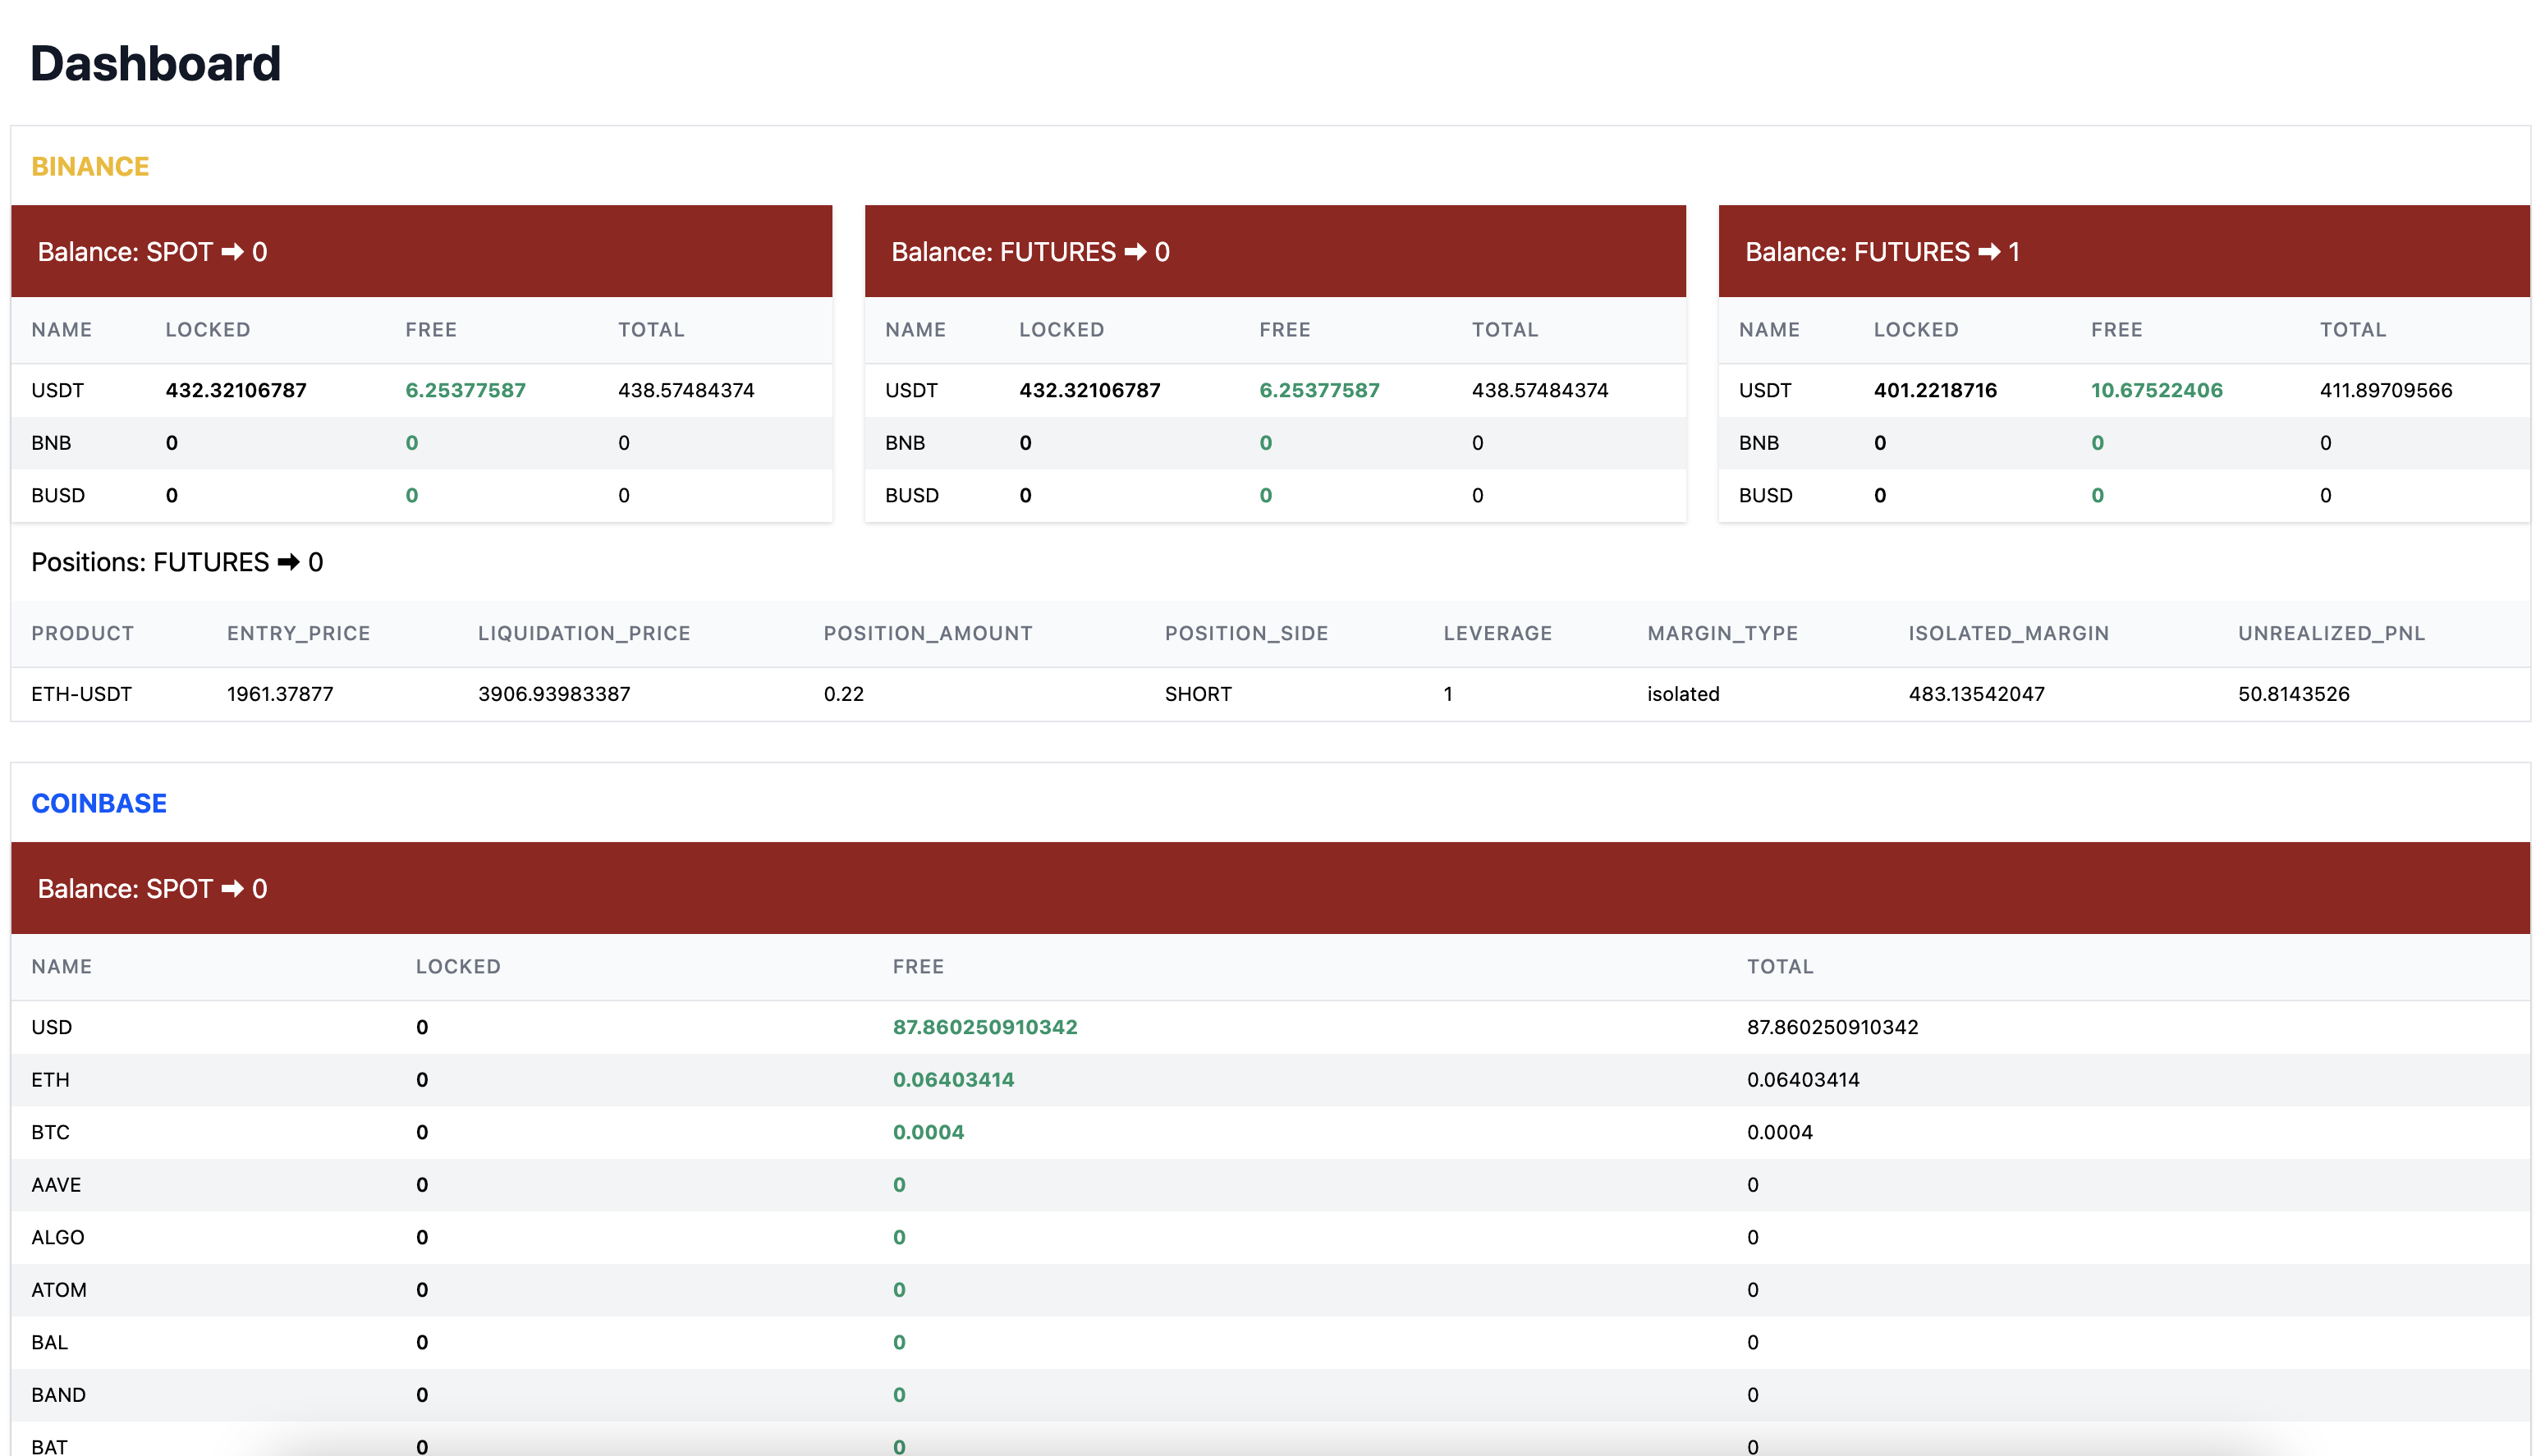 Dashboard
BINANCE
Balance: SPOT ➡ 0
NAME LOCKED FREE TOTAL
USDT 432.32106787 6.25377587 438.57484374
BNB 0 0 0
BUSD 0 0 0
Balance: FUTURES ➡ 0
NAME LOCKED FREE TOTAL
USDT 432.32106787 6.25377587 438.57484374
BNB 0 0 0
BUSD 0 0 0
Balance: FUTURES ➡ 1
NAME LOCKED FREE TOTAL
USDT 401.2218716 10.67522406 411.89709566
BNB 0 0 0
BUSD 0 0 0
Positions: FUTURES ➡ 0
PRODUCT ENTRY_PRICE LIQUIDATION_PRICE POSITION_AMOUNT POSITION_SIDE LEVERAGE MARGIN_TYPE ISOLATED_MARGIN UNREALIZED_PNL
ETH-USDT 1961.37877 3906.93983387 0.22 SHORT 1 isolated 483.13542047 50.8143526
COINBASE
Balance: SPOT ➡ 0
NAME LOCKED FREE TOTAL
USD 0 87.860250910342 87.860250910342
ETH 0 0.06403414 0.06403414
BTC 0 0.0004 0.0004
AAVE 0 0 0
ALGO 0 0 0
ATOM 0 0 0
BAL 0 0 0
BAND 0 0 0
BAT 0 0 0